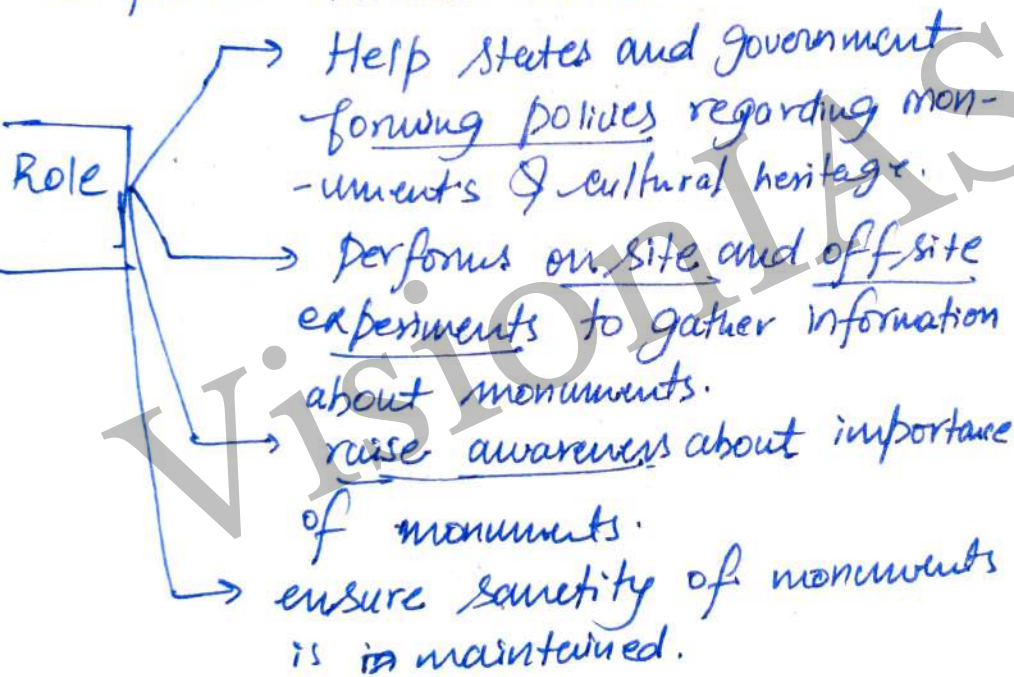 Help states and government
Role
forming policies regarding mon-
-uments & cultural heritage.
performs on site and off site
experiments to gather information
about monuments.
raise awareness about importance
of monuments.
ensure sanctity of monuments
is maintained.
VisionIAS